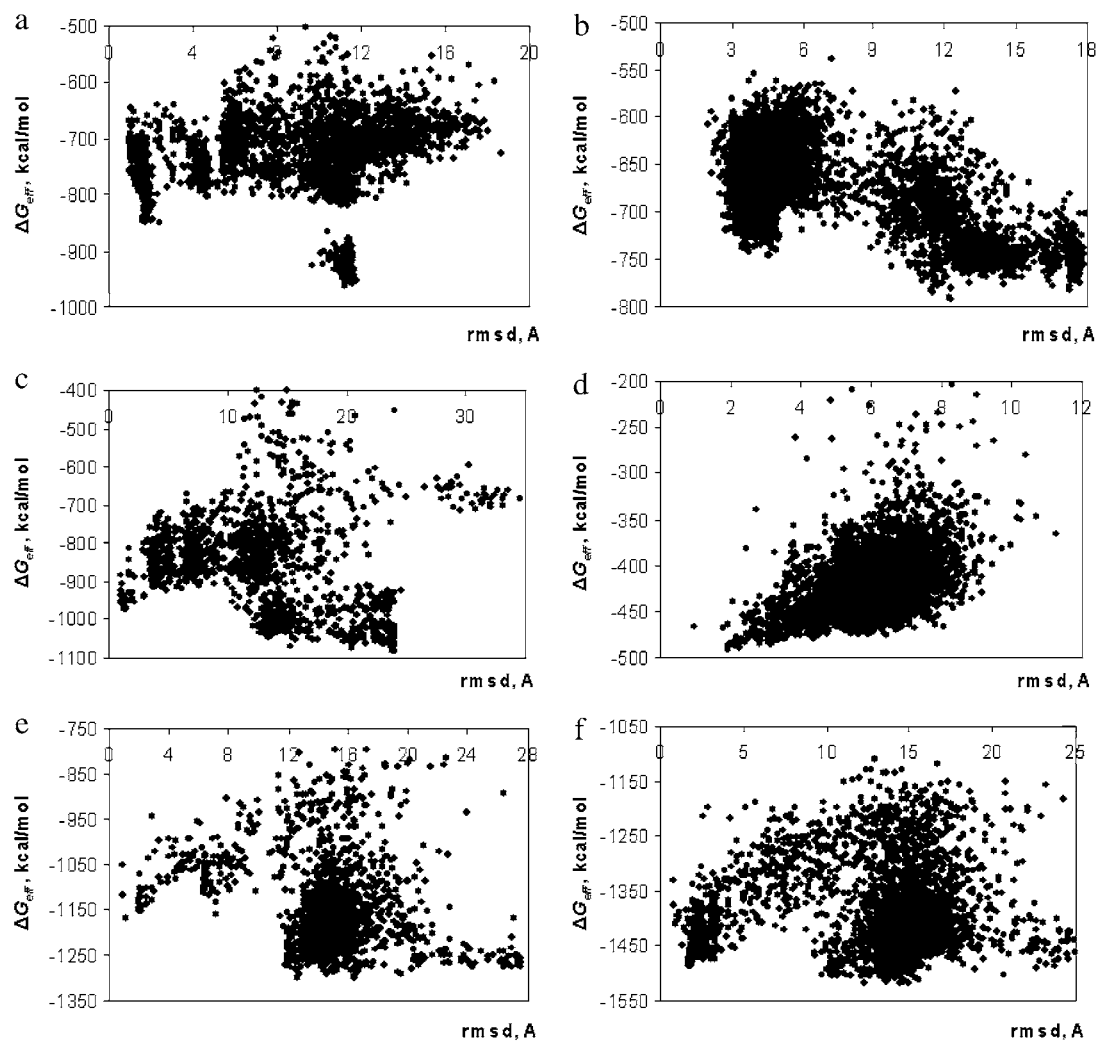 a
-500
0 4 8 12 16 20
-600
-700
-800
-900
-1000
ΔGeff, kcal/mol
rmsd, A
b
-500
0 3 6 9 12 15 18
-550
-600
-650
-700
-750
-800
ΔGeff, kcal/mol
rmsd, A
c
-400
0 10 20 30
-500
-600
-700
-800
-900
-1000
-1100
ΔGeff, kcal/mol
rmsd, A
d
-200
0 2 4 6 8 10 12
-250
-300
-350
-400
-450
-500
ΔGeff, kcal/mol
rmsd, A
e
-750
0 4 8 12 16 20 24 28
-850
-950
-1050
-1150
-1250
-1350
ΔGeff, kcal/mol
rmsd, A
f
-1050
0 5 10 15 20 25
-1150
-1250
-1350
-1450
-1550
ΔGeff, kcal/mol
rmsd, A